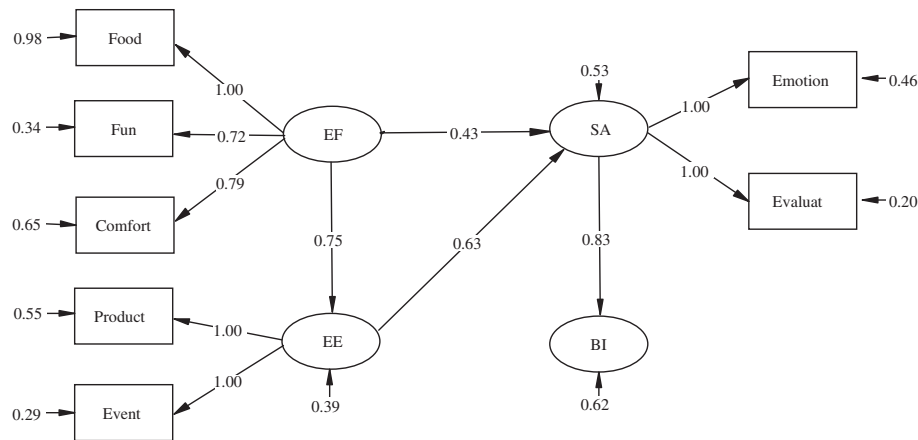 0.98 Food
1.00
0.34 Fun
0.72
EF
0.79
0.65 Comfort
0.75
0.55 Product
1.00
EE
1.00
0.29 Event
0.39
0.43
0.63
0.53
SA
1.00
Emotion 0.46
1.00
Evaluat 0.20
0.83
BI
0.62